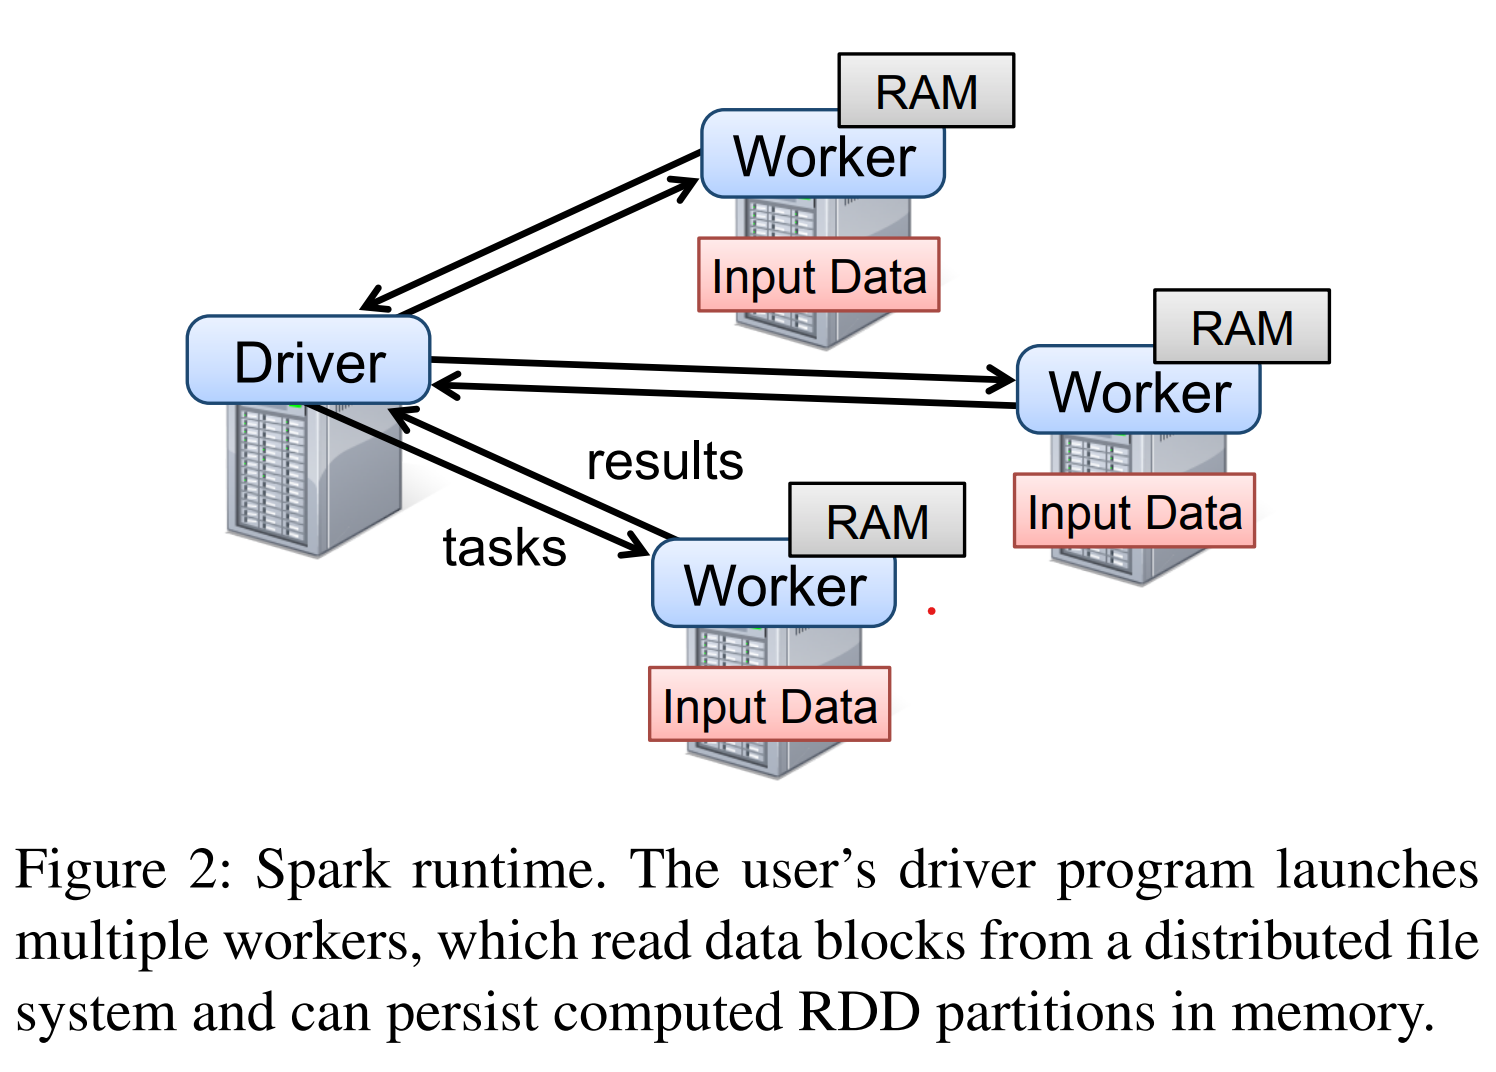 RAM
Worker
Input Data
RAM
Driver
Worker
results
Input Data
RAM
tasks
Worker
Input Data
Figure 2: Spark runtime. The user’s driver program launches
multiple workers, which read data blocks from a distributed file
system and can persist computed RDD partitions in memory.